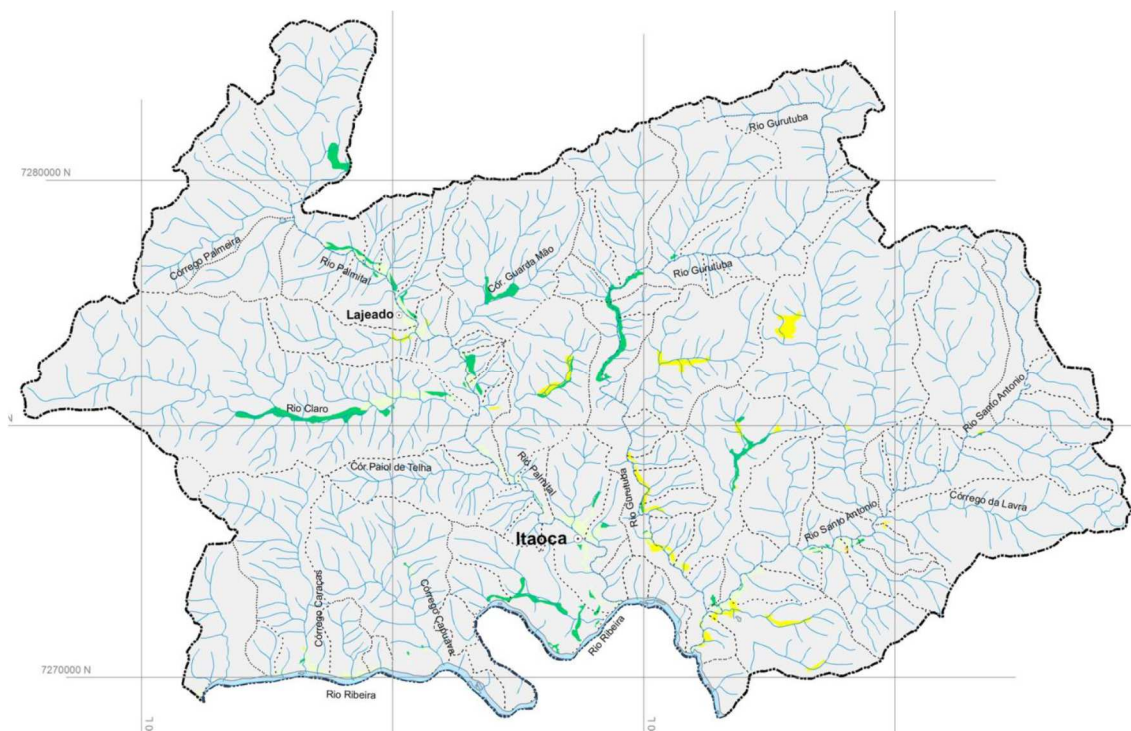 Rio Gurutuba
7280000 N
Córrego Palmeira
Rio Palmital
Cór. Guarda Mão
Rio Gurutuba
Lajeado
Rio Claro
N
Rio Santo Antonio
Cór.Paiol de Telha
Rio Palmital
Rio Gurutuba
Córrego da Lavra
Rio Santo Antonio
Itaoca
Córrego Caraças
Córrego Capuava
Rio Ribeira
7270000 N
Rio Ribeira